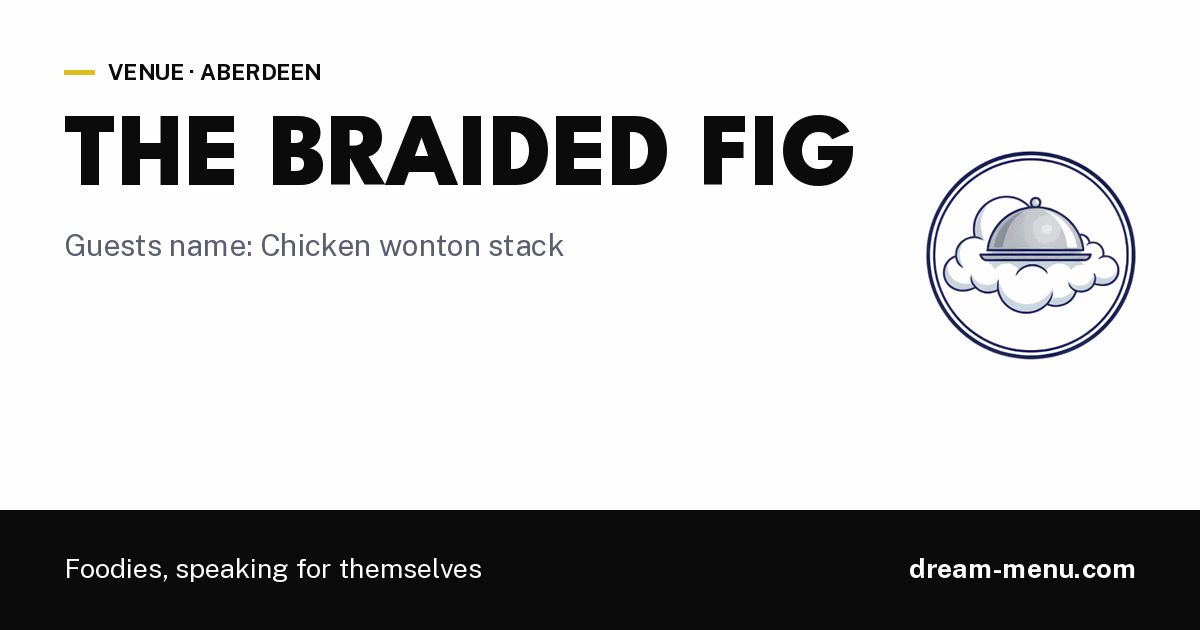 VENUE · ABERDEEN
THE BRAIDED FIG
Guests name: Chicken wonton stack
Foodies, speaking for themselves
dream-menu.com